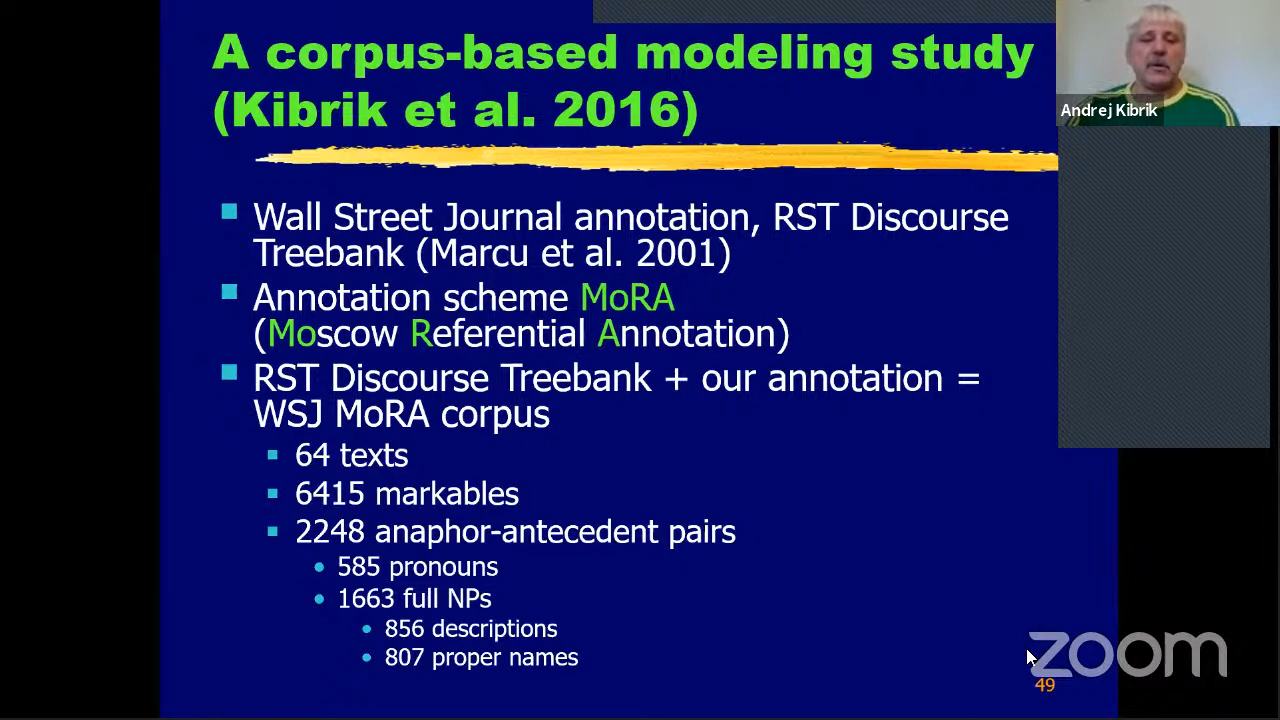 A corpus-based modeling study
(Kibrik et al. 2016)
Andrej Kibrik
Wall Street Journal annotation, RST Discourse
Treebank (Marcu et al. 2001)
Annotation scheme MoRA
(Moscow Referential Annotation)
RST Discourse Treebank + our annotation =
WSJ MoRA corpus
64 texts
6415 markables
2248 anaphor-antecedent pairs
585 pronouns
1663 full NPs
856 descriptions
807 proper names
zoom
49